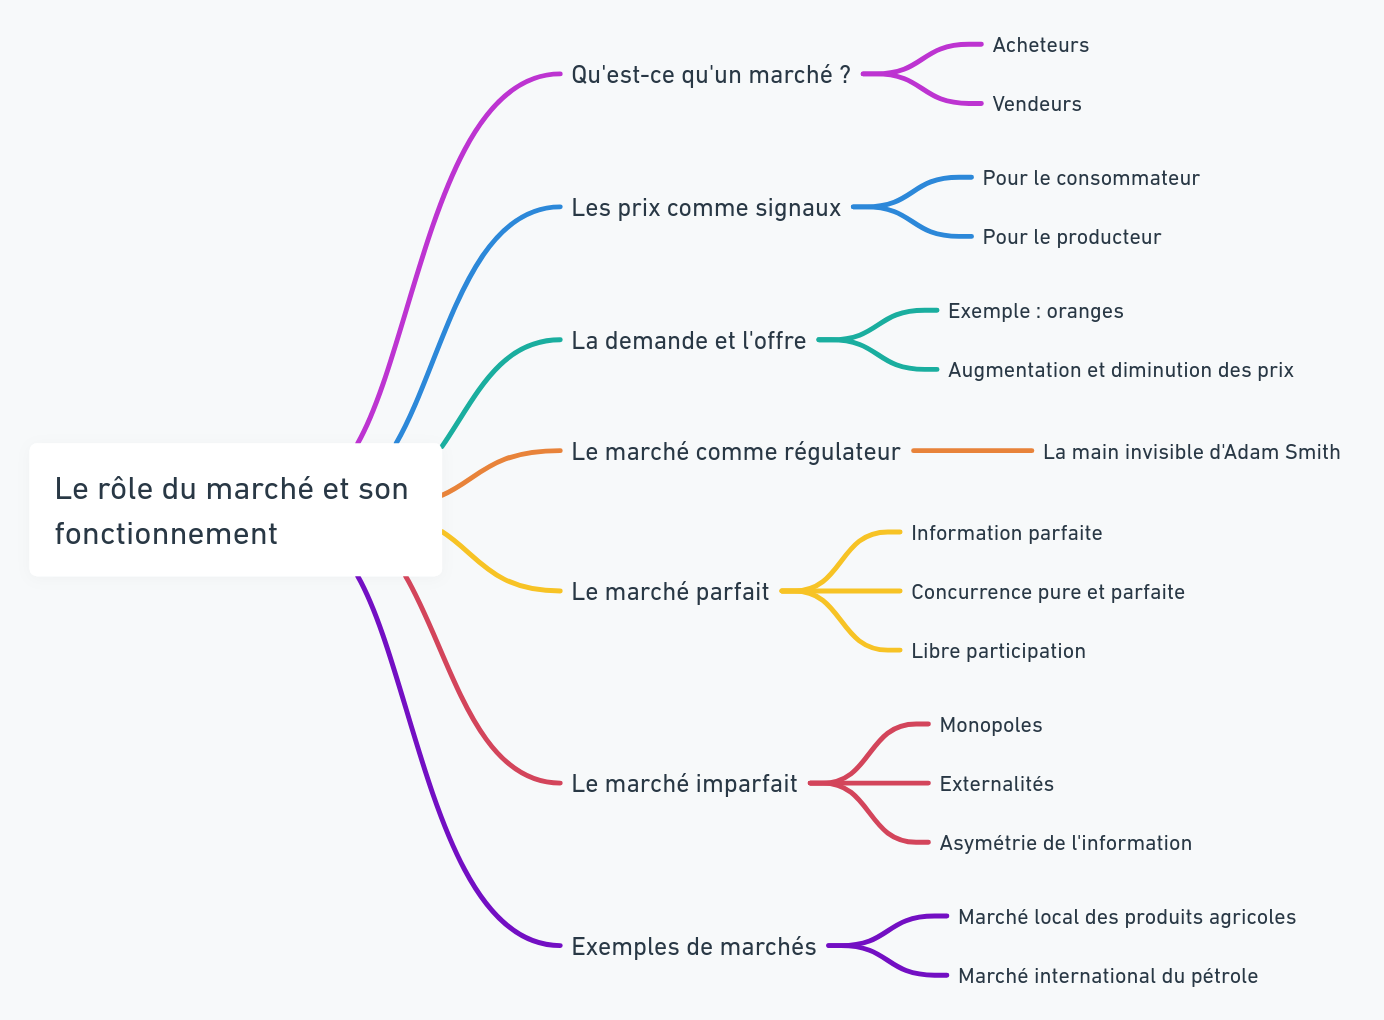 Le rôle du marché et son
fonctionnement
Qu'est-ce qu'un marché ?
Acheteurs
Vendeurs
Les prix comme signaux
Pour le consommateur
Pour le producteur
La demande et l'offre
Exemple : oranges
Augmentation et diminution des prix
Le marché comme régulateur
La main invisible d'Adam Smith
Le marché parfait
Information parfaite
Concurrence pure et parfaite
Libre participation
Le marché imparfait
Monopoles
Externalités
Asymétrie de l'information
Exemples de marchés
Marché local des produits agricoles
Marché international du pétrole